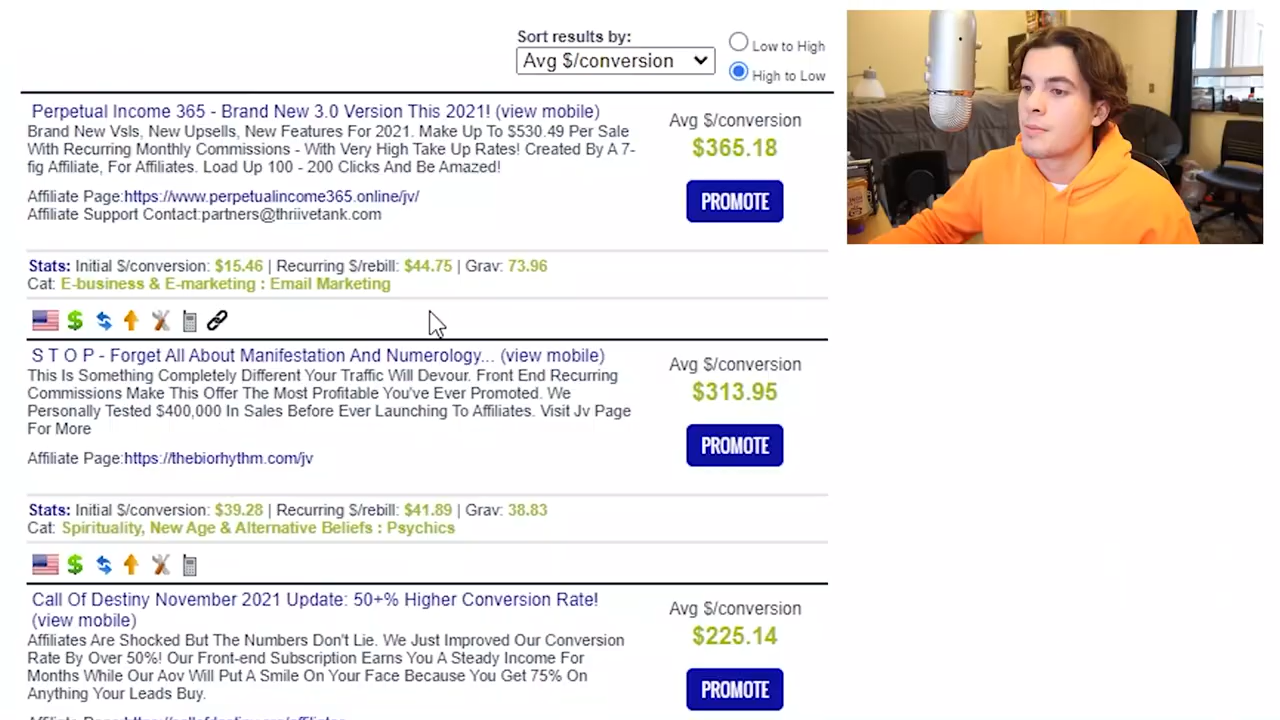 Sort results by:
Avg $/conversion
Low to High
High to Low
Perpetual Income 365 - Brand New 3.0 Version This 2021! (view mobile)
Brand New Vsls, New Upsells, New Features For 2021. Make Up To $530.49 Per Sale
With Recurring Monthly Commissions - With Very High Take Up Rates! Created By A 7-
fig Affiliate, For Affiliates. Load Up 100 - 200 Clicks And Be Amazed!
Affiliate Page:https://www.perpetualincome365.online/jv/
Affiliate Support Contact:partners@thriivetank.com
Avg $/conversion
$365.18
PROMOTE
Stats: Initial $/conversion: $15.46 | Recurring $/rebill: $44.75 | Grav: 73.96
Cat: E-business & E-marketing : Email Marketing
S T O P - Forget All About Manifestation And Numerology... (view mobile)
This Is Something Completely Different Your Traffic Will Devour. Front End Recurring
Commissions Make This Offer The Most Profitable You've Ever Promoted. We
Personally Tested $400,000 In Sales Before Ever Launching To Affiliates. Visit Jv Page
For More
Affiliate Page:https://thebiorhythm.com/jv
Avg $/conversion
$313.95
PROMOTE
Stats: Initial $/conversion: $39.28 | Recurring $/rebill: $41.89 | Grav: 38.83
Cat: Spirituality, New Age & Alternative Beliefs : Psychics
Call Of Destiny November 2021 Update: 50+% Higher Conversion Rate!
(view mobile)
Affiliates Are Shocked But The Numbers Don't Lie. We Just Improved Our Conversion
Rate By Over 50%! Our Front-end Subscription Earns You A Steady Income For
Months While Our Aov Will Put A Smile On Your Face Because You Get 75% On
Anything Your Leads Buy.
Avg $/conversion
$225.14
PROMOTE